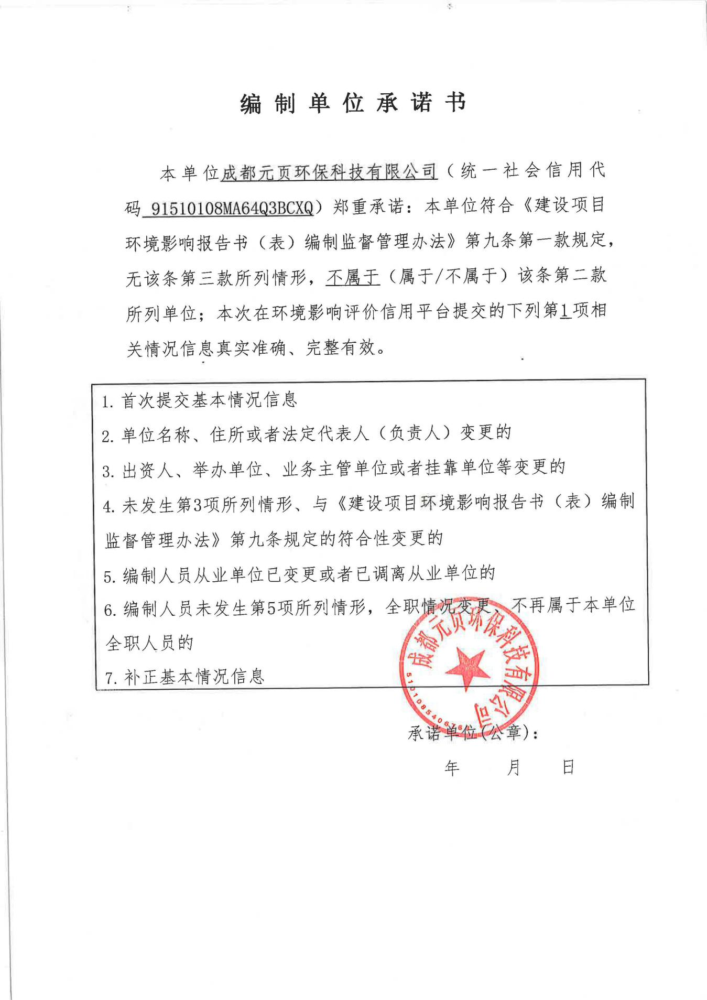 编制单位承诺书
本单位成都元页环保科技有限公司（统一社会信用代
码 91510108MA64Q3BCXQ）郑重承诺：本单位符合《建设项目
环境影响报告书（表）编制监督管理办法》第九条第一款规定，
无该条第三款所列情形，不属于（属于/不属于）该条第二款
所列单位；本次在环境影响评价信用平台提交的下列第1项相
关情况信息真实准确、完整有效。
1. 首次提交基本情况信息
2. 单位名称、住所或者法定代表人（负责人）变更的
3. 出资人、举办单位、业务主管单位或者挂靠单位等变更的
4. 未发生第3项所列情形、与《建设项目环境影响报告书（表）编制
监督管理办法》第九条规定的符合性变更的
5. 编制人员从业单位已变更或者已调离从业单位的
6. 编制人员未发生第5项所列情形，全职情况变更、不再属于本单位
全职人员的
7. 补正基本情况信息
成都元页环保科技有限公司
承诺单位(公章)：
年 月 日